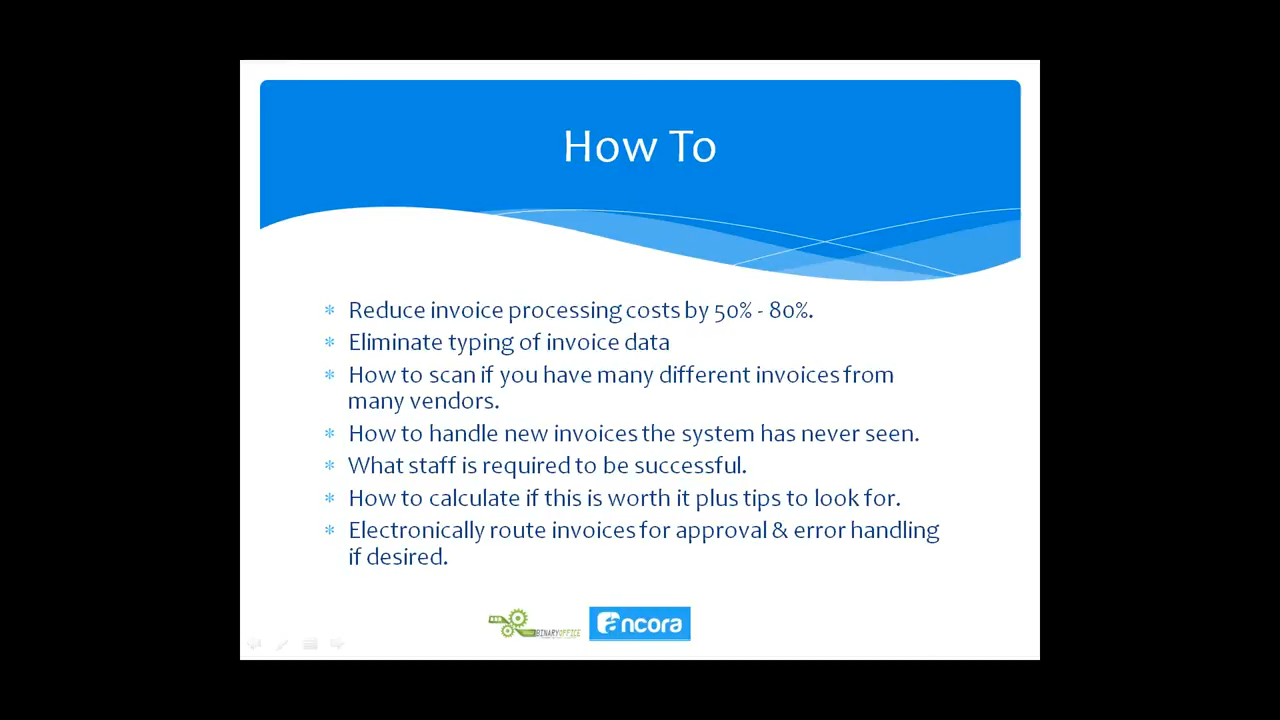 How To
Reduce invoice processing costs by 50% - 80%.
Eliminate typing of invoice data
How to scan if you have many different invoices from
many vendors.
How to handle new invoices the system has never seen.
What staff is required to be successful.
How to calculate if this is worth it plus tips to look for.
Electronically route invoices for approval & error handling
if desired.
BINARYOFFICE
ancora